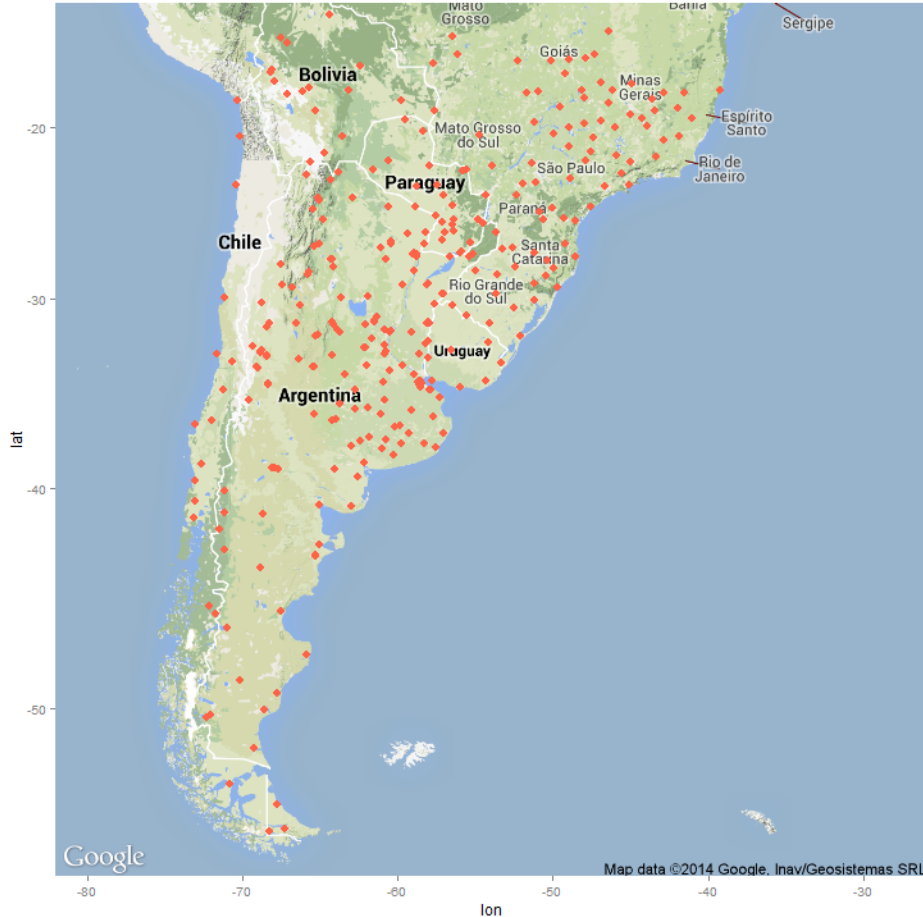 Mato
Grosso
Bahia
Sergipe
Goiás
Bolivia
Minas
Gerais
Espírito
Santo
-20
Mato Grosso
do Sul
São Paulo
Rio de
Janeiro
Paraguay
Paraná
Chile
Santa
Catarina
Rio Grande
do Sul
-30
Uruguay
Argentina
lat
-40
-50
Google
Map data ©2014 Google, Inav/Geosistemas SRL
-80
-70
-60
-50
-40
-30
lon